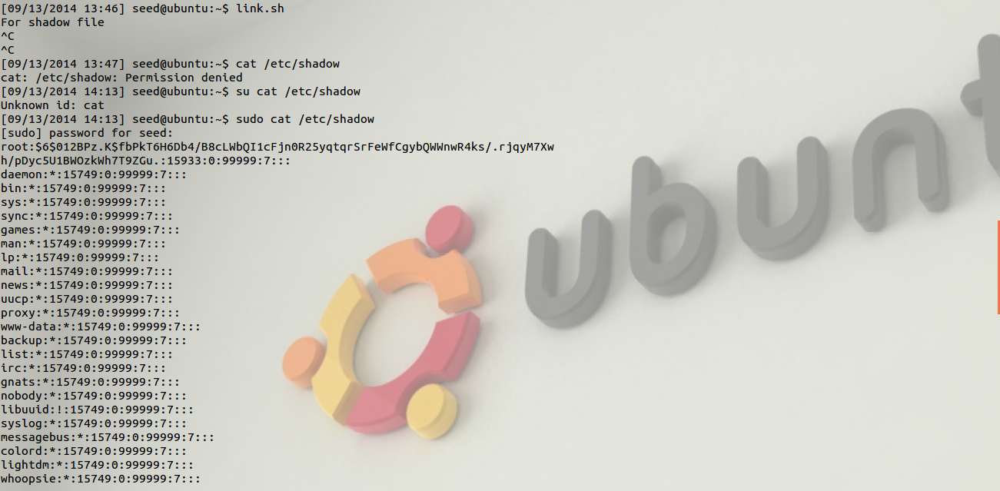 [09/13/2014 13:46] seed@ubuntu:~$ link.sh
For shadow file
^C
^C
[09/13/2014 13:47] seed@ubuntu:~$ cat /etc/shadow
cat: /etc/shadow: Permission denied
[09/13/2014 14:13] seed@ubuntu:~$ su cat /etc/shadow
Unknown id: cat
[09/13/2014 14:13] seed@ubuntu:~$ sudo cat /etc/shadow
[sudo] password for seed:
root:$6$012BPz.K$fbPkT6H6Db4/B8cLWbQI1cFjn0R25yqtqrSrFeWfCgybQWWnwR4ks/.rjqyM7Xw
h/pDyc5U1BWOzkWh7T9ZGu.:15933:0:99999:7:::
daemon:*:15749:0:99999:7:::
bin:*:15749:0:99999:7:::
sys:*:15749:0:99999:7:::
sync:*:15749:0:99999:7:::
games:*:15749:0:99999:7:::
man:*:15749:0:99999:7:::
lp:*:15749:0:99999:7:::
mail:*:15749:0:99999:7:::
news:*:15749:0:99999:7:::
uucp:*:15749:0:99999:7:::
proxy:*:15749:0:99999:7:::
www-data:*:15749:0:99999:7:::
backup:*:15749:0:99999:7:::
list:*:15749:0:99999:7:::
irc:*:15749:0:99999:7:::
gnats:*:15749:0:99999:7:::
nobody:*:15749:0:99999:7:::
libuuid:!:15749:0:99999:7:::
syslog:*:15749:0:99999:7:::
messagebus:*:15749:0:99999:7:::
colord:*:15749:0:99999:7:::
lightdm:*:15749:0:99999:7:::
whoopsie:*:15749:0:99999:7:::
ubunt